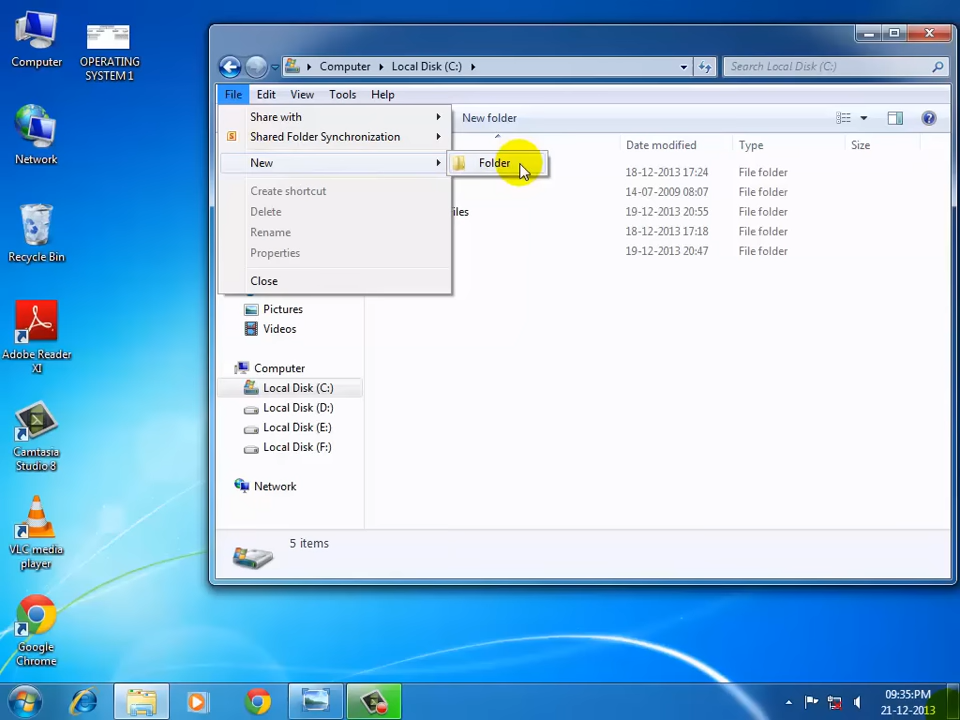 Computer
OPERATING
SYSTEM 1
Network
Recycle Bin
Adobe Reader
XI
Camtasia
Studio 8
VLC media
player
Google
Chrome
Computer
Local Disk (C:)
Search Local Disk (C:)
File Edit View Tools Help
New folder
Share with
Shared Folder Synchronization
New
Folder
Create shortcut
Delete
Rename
Properties
Close
Date modified Type Size
18-12-2013 17:24 File folder
14-07-2009 08:07 File folder
iles 19-12-2013 20:55 File folder
18-12-2013 17:18 File folder
19-12-2013 20:47 File folder
Pictures
Videos
Computer
Local Disk (C:)
Local Disk (D:)
Local Disk (E:)
Local Disk (F:)
Network
5 items
09:35PM
21-12-2013